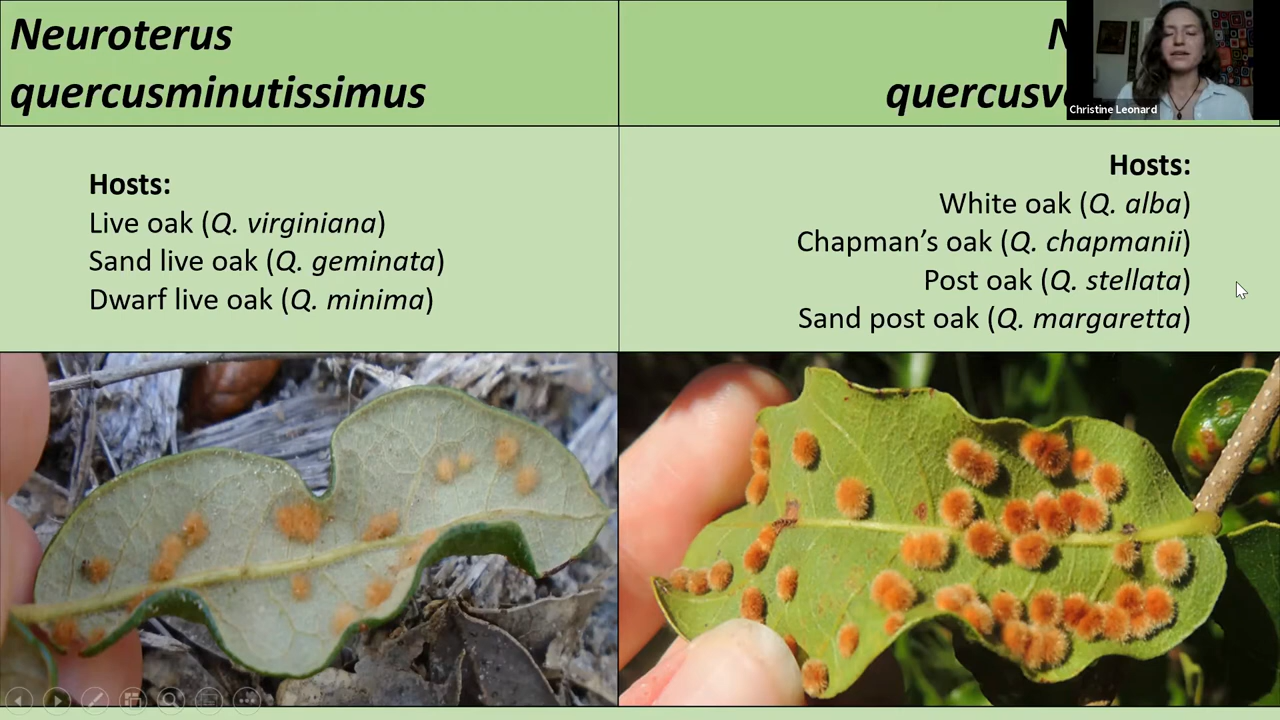 Neuroterus
quercusminutissimus
Christine Leonard
Hosts:
Live oak (Q. virginiana)
Sand live oak (Q. geminata)
Dwarf live oak (Q. minima)
Hosts:
White oak (Q. alba)
Chapman’s oak (Q. chapmanii)
Post oak (Q. stellata)
Sand post oak (Q. margaretta)